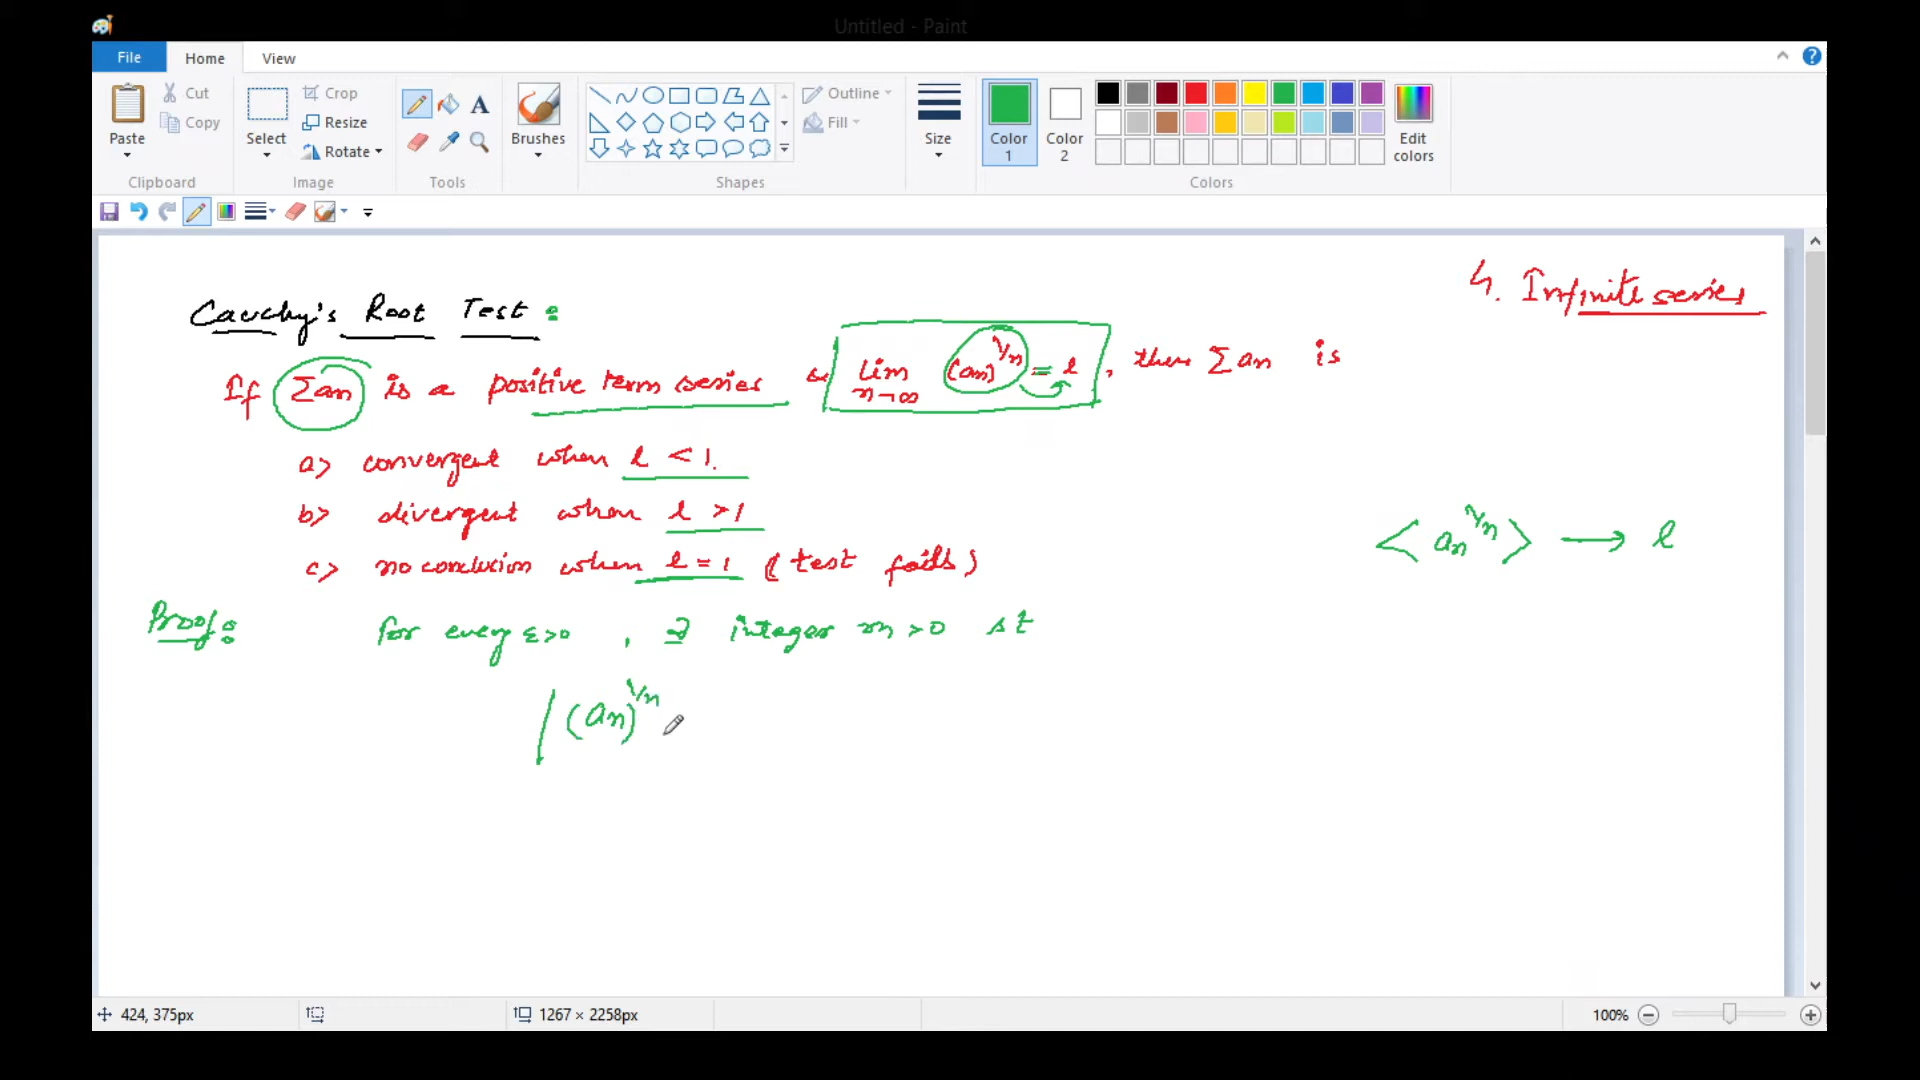 Untitled - Paint
File Home View
Paste Cut Copy Clipboard
Select Crop Resize Rotate Image
Tools
Brushes
Shapes
Outline Fill
Size
Color 1
Color 2
Edit colors
Colors
4. Infinite series
Cauchy's Root Test:
If Σan is a positive term series & lim n→∞ (an)^1/n = l, then Σan is
a> convergent when l < 1.
b> divergent when l > 1
c> no conclusion when l = 1 (test fails)
<an^1/n> → l
Proof: for every ε>0, ∃ integer m>0 st
|(an)^1/n
424, 375px 1267 × 2258px 100%